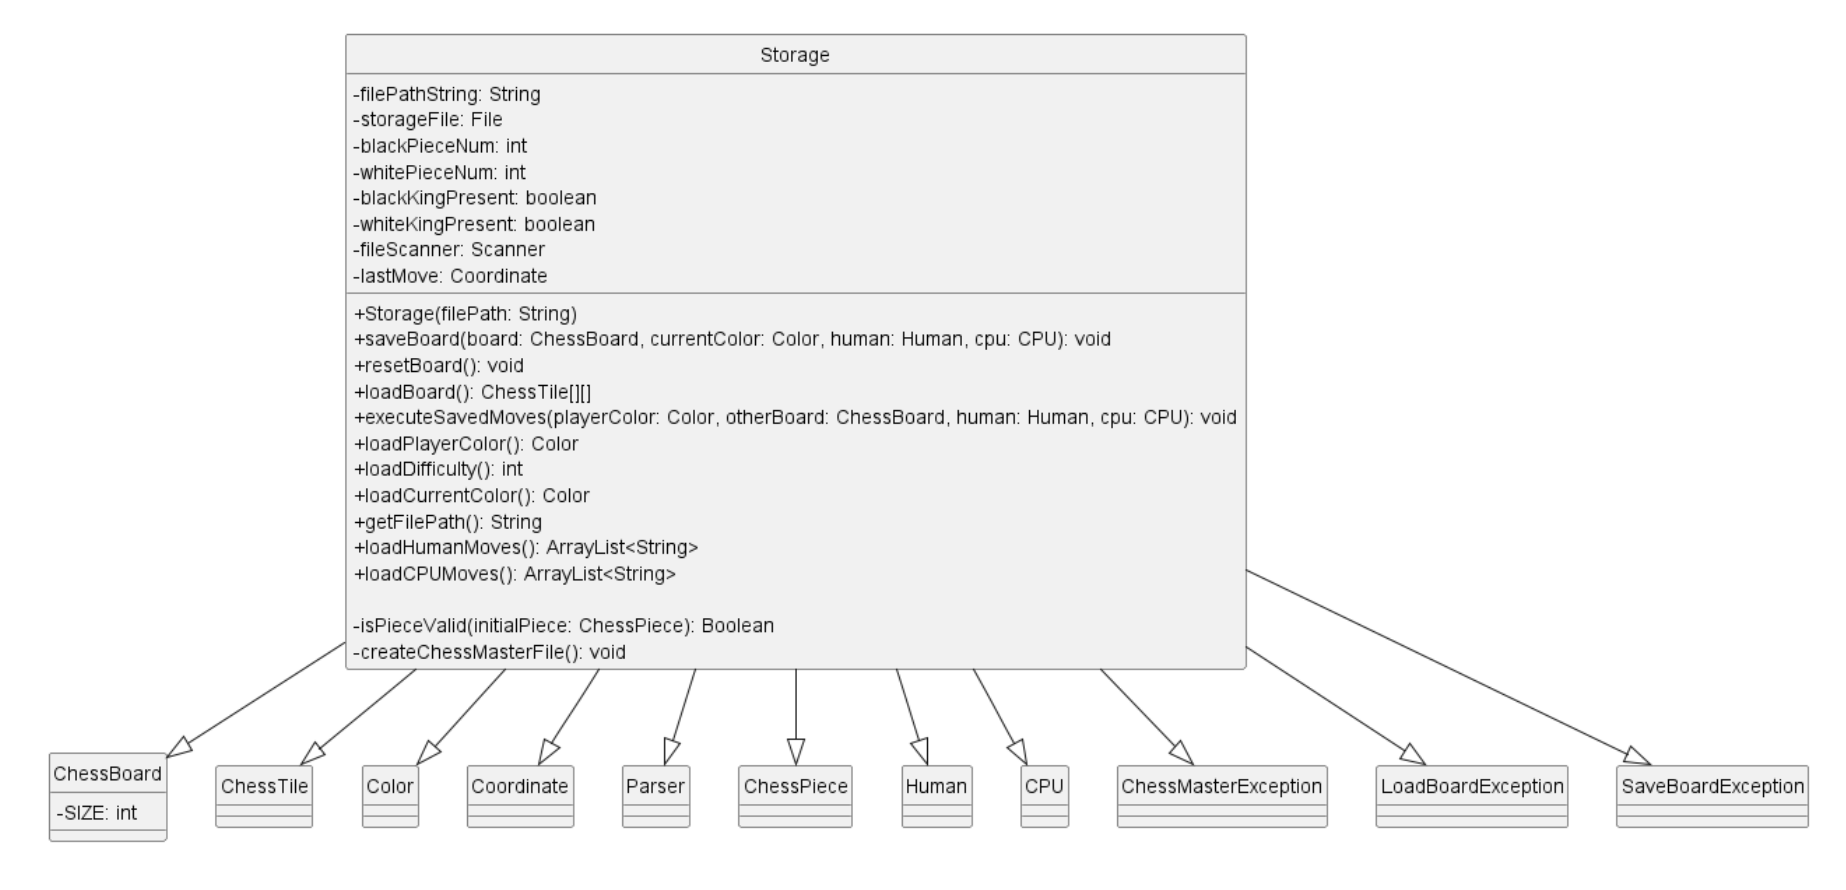 Storage
-filePathString: String
-storageFile: File
-blackPieceNum: int
-whitePieceNum: int
-blackKingPresent: boolean
-whiteKingPresent: boolean
-fileScanner: Scanner
-lastMove: Coordinate
+Storage(filePath: String)
+saveBoard(board: ChessBoard, currentColor: Color, human: Human, cpu: CPU): void
+resetBoard(): void
+loadBoard(): ChessTile[][]
+executeSavedMoves(playerColor: Color, otherBoard: ChessBoard, human: Human, cpu: CPU): void
+loadPlayerColor(): Color
+loadDifficulty(): int
+loadCurrentColor(): Color
+getFilePath(): String
+loadHumanMoves(): ArrayList<String>
+loadCPUMoves(): ArrayList<String>
-isPieceValid(initialPiece: ChessPiece): Boolean
-createChessMasterFile(): void
ChessBoard
-SIZE: int
ChessTile
Color
Coordinate
Parser
ChessPiece
Human
CPU
ChessMasterException
LoadBoardException
SaveBoardException